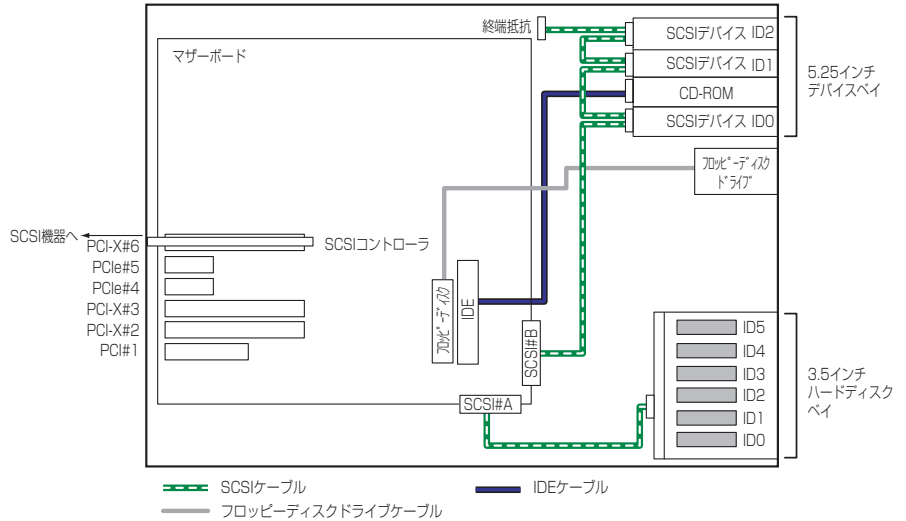 終端抵抗
SCSIデバイス ID2
マザーボード
SCSIデバイス ID1
5.25インチ
デバイスベイ
CD-ROM
SCSIデバイス ID0
フロッピーディスク
ドライブ
SCSI機器へ
PCI-X#6
SCSIコントローラ
PCIe#5
PCIe#4
PCI-X#3
PCI-X#2
PCI#1
フロッピーディスク
IDE
SCSI#B
SCSI#A
ID5
ID4
ID3
ID2
ID1
ID0
3.5インチ
ハードディスク
ベイ
SCSIケーブル
IDEケーブル
フロッピーディスクドライブケーブル